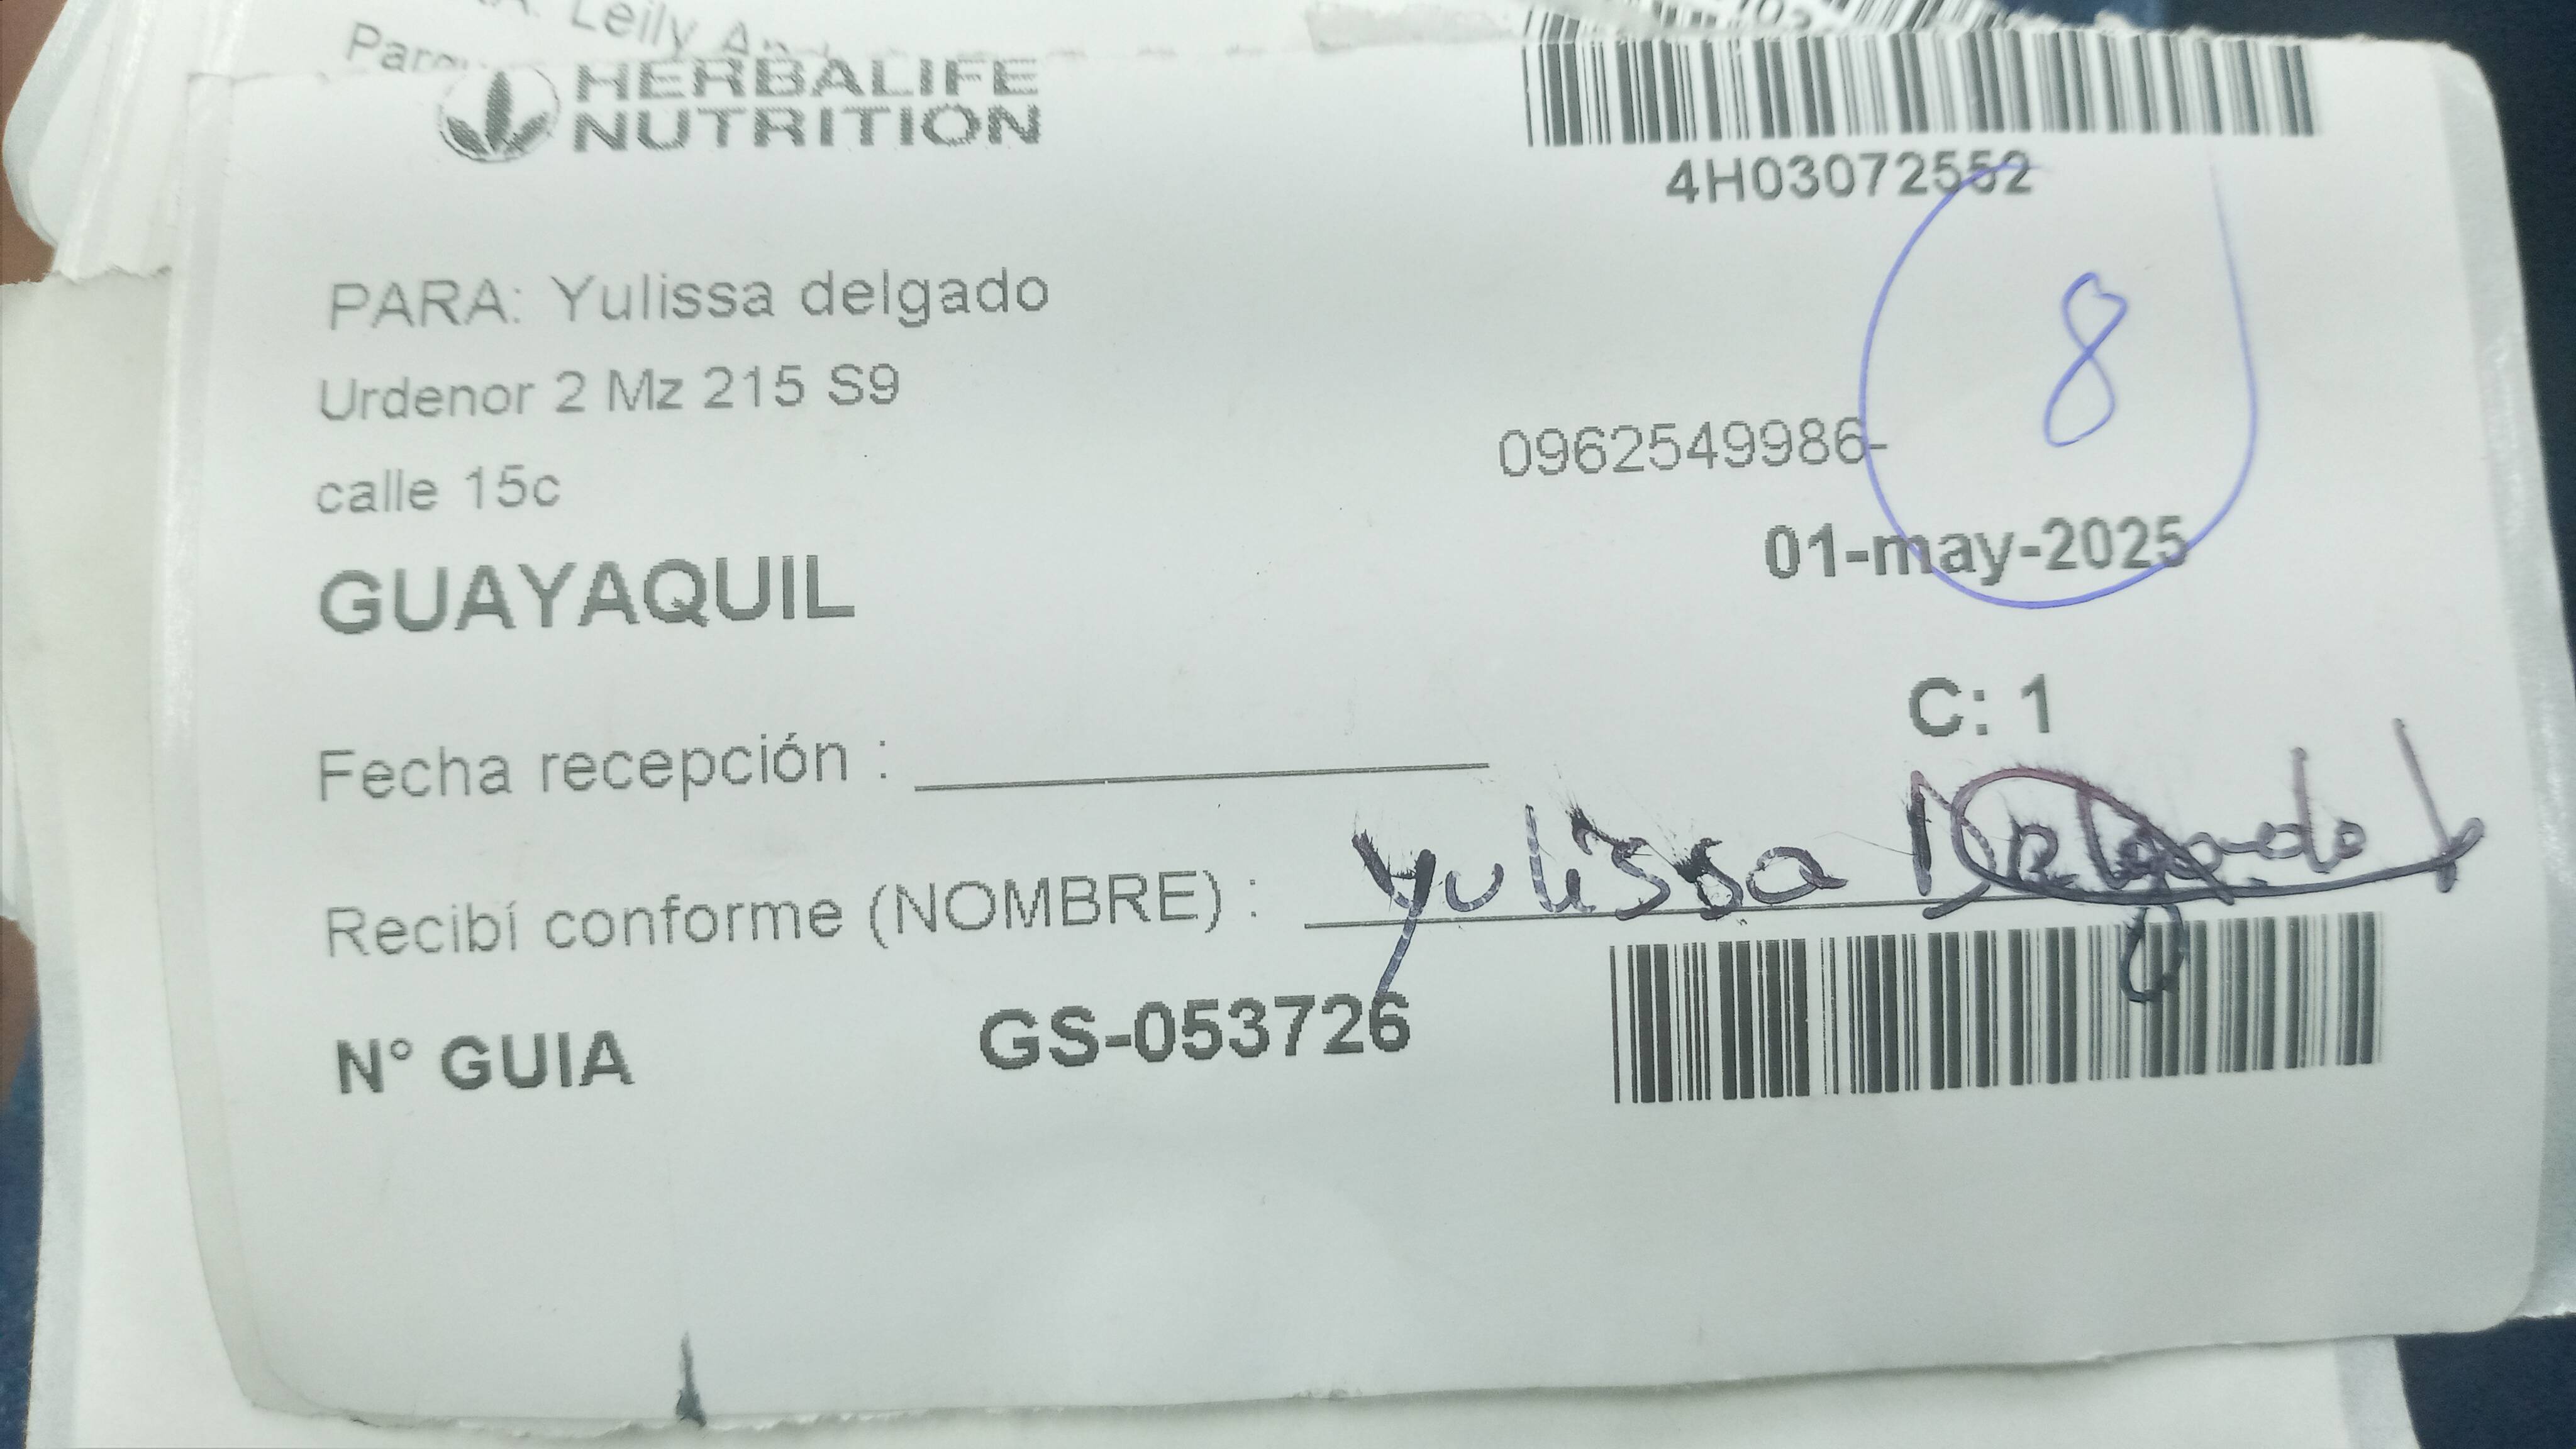 Leily
HERBALIFE
NUTRITION
4H03072552
8
PARA: Yulissa delgado
Urdenor 2 Mz 215 S9
0962549986-
calle 15c
01-may-2025
GUAYAQUIL
C: 1
Fecha recepción :
Recibí conforme (NOMBRE) : Yulissa Delgado
N° GUIA GS-053726